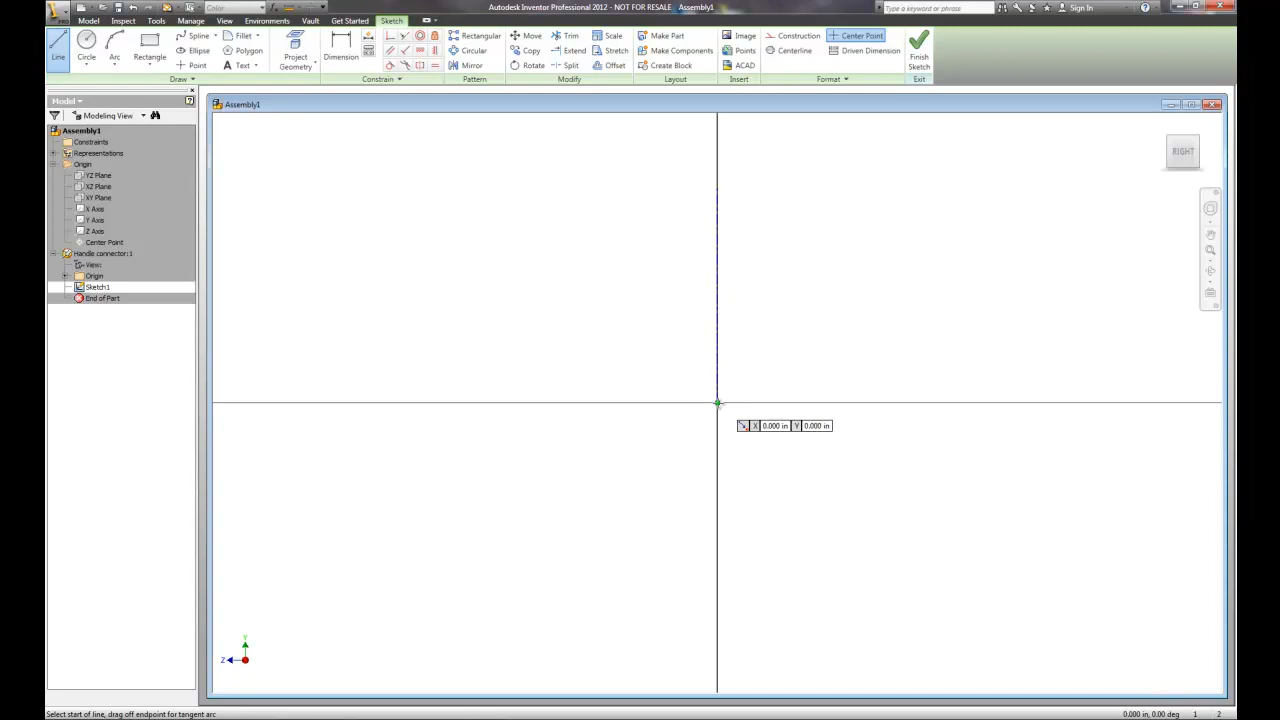 Autodesk Inventor Professional 2012 - NOT FOR RESALE Assembly1
Color
Type a keyword or phrase
Sign In
PRO
Model Inspect Tools Manage View Environments Vault Get Started Sketch
Line
Circle
Arc
Rectangle
Spline
Ellipse
Point
Fillet
Polygon
Text
Project
Geometry
Dimension
Rectangular
Circular
Mirror
Move
Copy
Rotate
Trim
Extend
Split
Scale
Stretch
Offset
Make Part
Make Components
Create Block
Image
Points
ACAD
Construction
Centerline
Center Point
Driven Dimension
Finish
Sketch
Draw Constrain Pattern Modify Layout Insert Format Exit
Model
Modeling View
Assembly1
Constraints
Representations
Origin
YZ Plane
XZ Plane
XY Plane
X Axis
Y Axis
Z Axis
Center Point
Handle connector:1
View:
Origin
Sketch1
End of Part
Assembly1
RIGHT
X 0.000 in Y 0.000 in
Y
Z
Select start of line, drag off endpoint for tangent arc
0.000 in, 0.00 deg 1 2